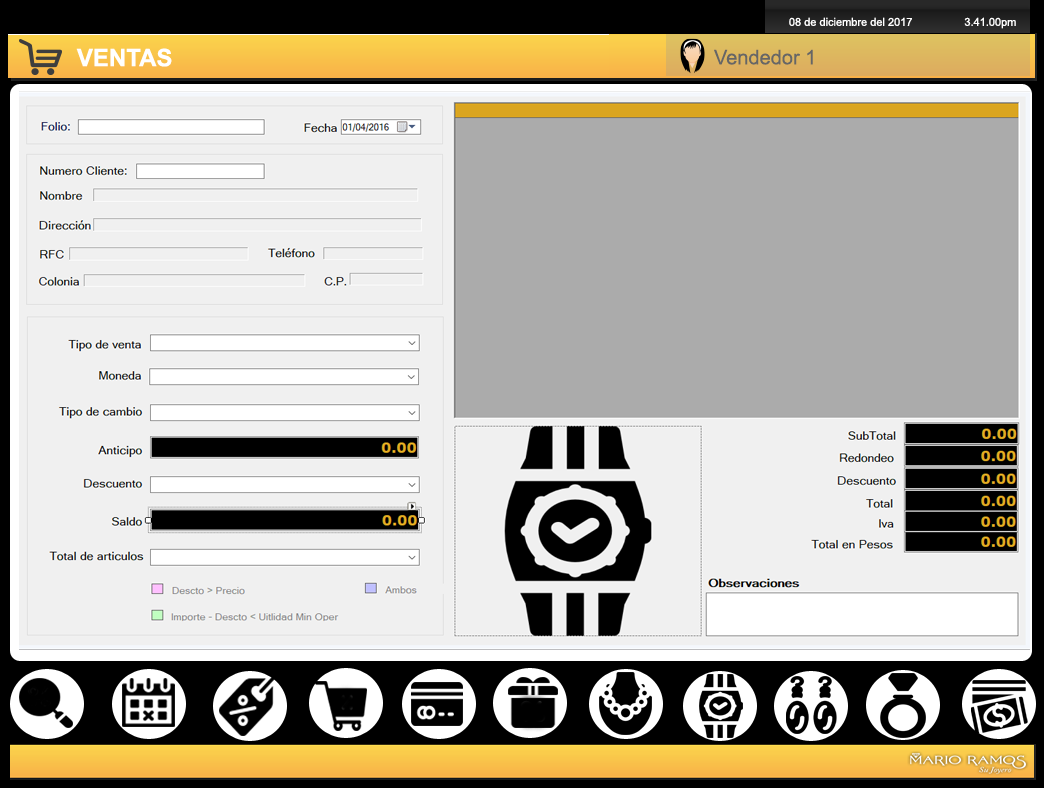 08 de diciembre del 2017 3.41.00pm
VENTAS
Vendedor 1
Folio:
Fecha 01/04/2016
Numero Cliente:
Nombre
Dirección
RFC
Teléfono
Colonia
C.P.
Tipo de venta
Moneda
Tipo de cambio
Anticipo 0.00
Descuento
Saldo 0.00
Total de articulos
Descto > Precio
Ambos
Importe - Descto < Uitlidad Min Oper
SubTotal 0.00
Redondeo 0.00
Descuento 0.00
Total 0.00
Iva 0.00
Total en Pesos 0.00
Observaciones
MARIO RAMOS
Su Joyero